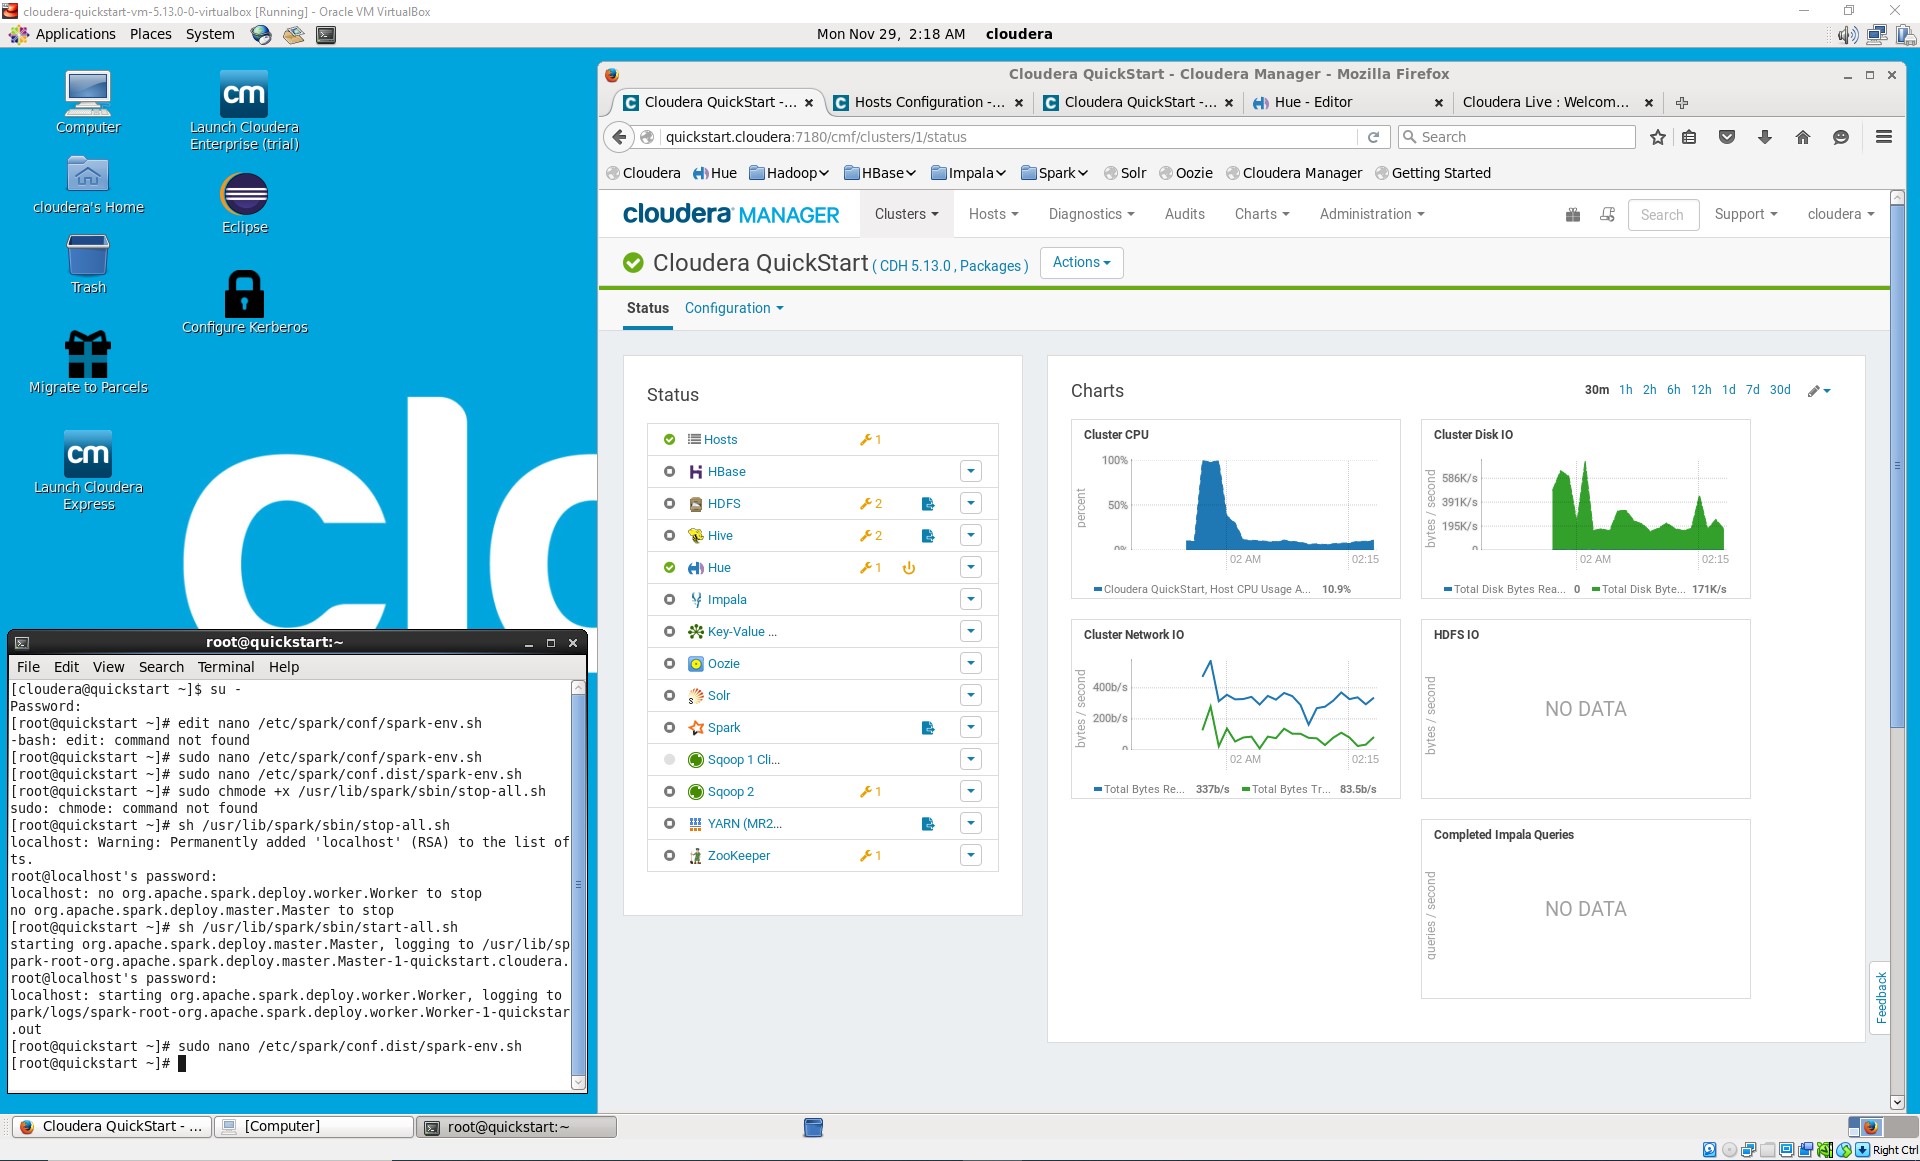 cloudera-quickstart-vm-5.13.0-0-virtualbox [Running] - Oracle VM VirtualBox
Applications Places System
Mon Nov 29, 2:18 AM cloudera
Computer
Launch Cloudera
Enterprise (trial)
cloudera's Home
Eclipse
Trash
Configure Kerberos
Migrate to Parcels
Launch Cloudera
Express
cm
cm
clo
root@quickstart:~
File Edit View Search Terminal Help
[cloudera@quickstart ~]$ su -
Password:
[root@quickstart ~]# edit nano /etc/spark/conf/spark-env.sh
-bash: edit: command not found
[root@quickstart ~]# sudo nano /etc/spark/conf/spark-env.sh
[root@quickstart ~]# sudo nano /etc/spark/conf.dist/spark-env.sh
[root@quickstart ~]# sudo chmode +x /usr/lib/spark/sbin/stop-all.sh
sudo: chmode: command not found
[root@quickstart ~]# sh /usr/lib/spark/sbin/stop-all.sh
localhost: Warning: Permanently added 'localhost' (RSA) to the list of
ts.
root@localhost's password:
localhost: no org.apache.spark.deploy.worker.Worker to stop
no org.apache.spark.deploy.master.Master to stop
[root@quickstart ~]# sh /usr/lib/spark/sbin/start-all.sh
starting org.apache.spark.deploy.master.Master, logging to /usr/lib/sp
park-root-org.apache.spark.deploy.master.Master-1-quickstart.cloudera.
root@localhost's password:
localhost: starting org.apache.spark.deploy.worker.Worker, logging to
park/logs/spark-root-org.apache.spark.deploy.worker.Worker-1-quickstar
.out
[root@quickstart ~]# sudo nano /etc/spark/conf.dist/spark-env.sh
[root@quickstart ~]#
Cloudera QuickStart - Cloudera Manager - Mozilla Firefox
Cloudera QuickStart -... Hosts Configuration -... Cloudera QuickStart -... Hue - Editor Cloudera Live : Welcom...
quickstart.cloudera:7180/cmf/clusters/1/status Search
Cloudera Hue Hadoop HBase Impala Spark Solr Oozie Cloudera Manager Getting Started
cloudera MANAGER Clusters Hosts Diagnostics Audits Charts Administration Search Support cloudera
Cloudera QuickStart ( CDH 5.13.0 , Packages ) Actions
Status Configuration
Status
Hosts 1
HBase
HDFS 2
Hive 2
Hue 1
Impala
Key-Value ...
Oozie
Solr
Spark
Sqoop 1 Cli...
Sqoop 2 1
YARN (MR2...
ZooKeeper 1
Charts 30m 1h 2h 6h 12h 1d 7d 30d
Cluster CPU
percent
100%
50%
0%
02 AM 02:15
Cloudera QuickStart, Host CPU Usage A... 10.9%
Cluster Disk IO
bytes / second
586K/s
391K/s
195K/s
0
02 AM 02:15
Total Disk Bytes Rea... 0 Total Disk Byte... 171K/s
Cluster Network IO
bytes / second
400b/s
200b/s
0
02 AM 02:15
Total Bytes Re... 337b/s Total Bytes Tr... 83.5b/s
HDFS IO
bytes / second
NO DATA
Completed Impala Queries
queries / second
NO DATA
Feedback
Cloudera QuickStart - ... [Computer] root@quickstart:~
Right Ctrl